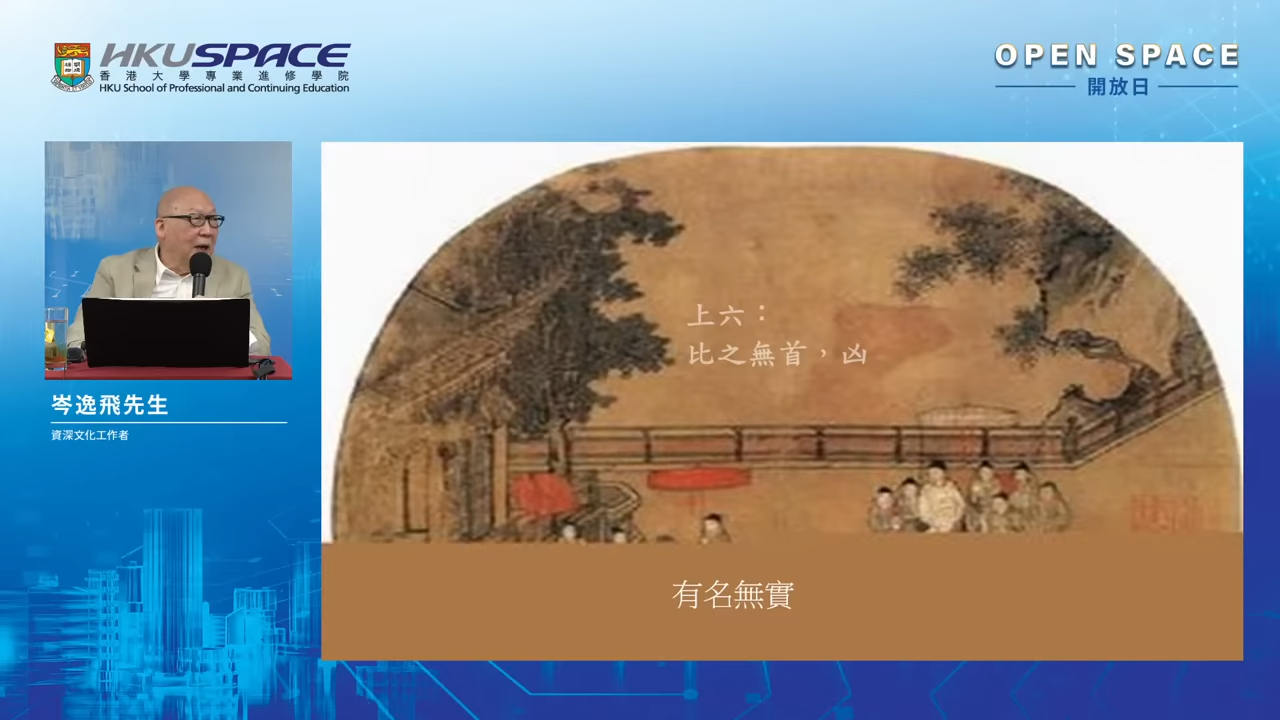 HKUSPACE
香港大學專業進修學院
HKU School of Professional and Continuing Education
OPEN SPACE
開放日
岑逸飛先生
資深文化工作者
上六：
比之無首，凶
有名無實